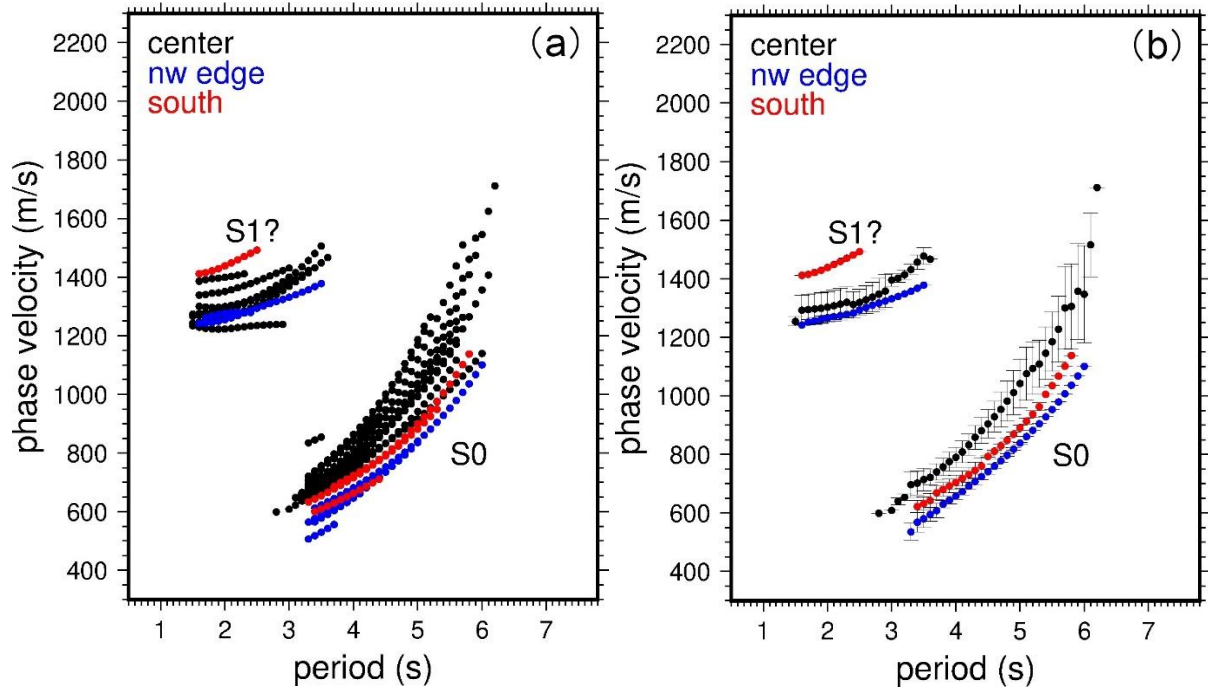 (a)
center
nw edge
south
2200
2000
1800
1600
1400
1200
1000
800
600
400
phase velocity (m/s)
S1?
S0
1 2 3 4 5 6 7
period (s)
(b)
center
nw edge
south
2200
2000
1800
1600
1400
1200
1000
800
600
400
phase velocity (m/s)
S1?
S0
1 2 3 4 5 6 7
period (s)